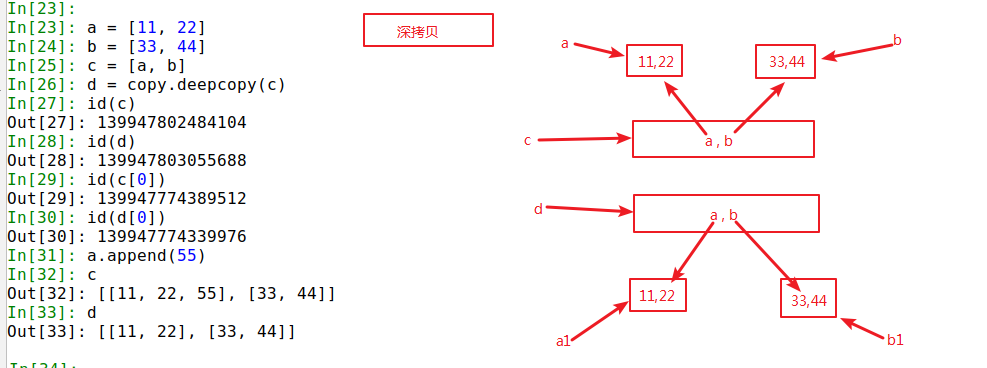 In[23]:
In[23]: a = [11, 22]
In[24]: b = [33, 44]
In[25]: c = [a, b]
In[26]: d = copy.deepcopy(c)
In[27]: id(c)
Out[27]: 139947802484104
In[28]: id(d)
Out[28]: 139947803055688
In[29]: id(c[0])
Out[29]: 139947774389512
In[30]: id(d[0])
Out[30]: 139947774339976
In[31]: a.append(55)
In[32]: c
Out[32]: [[11, 22, 55], [33, 44]]
In[33]: d
Out[33]: [[11, 22], [33, 44]]
In[34]:
深拷贝
a
11,22
33,44
b
c
a , b
d
a , b
11,22
33,44
a1
b1